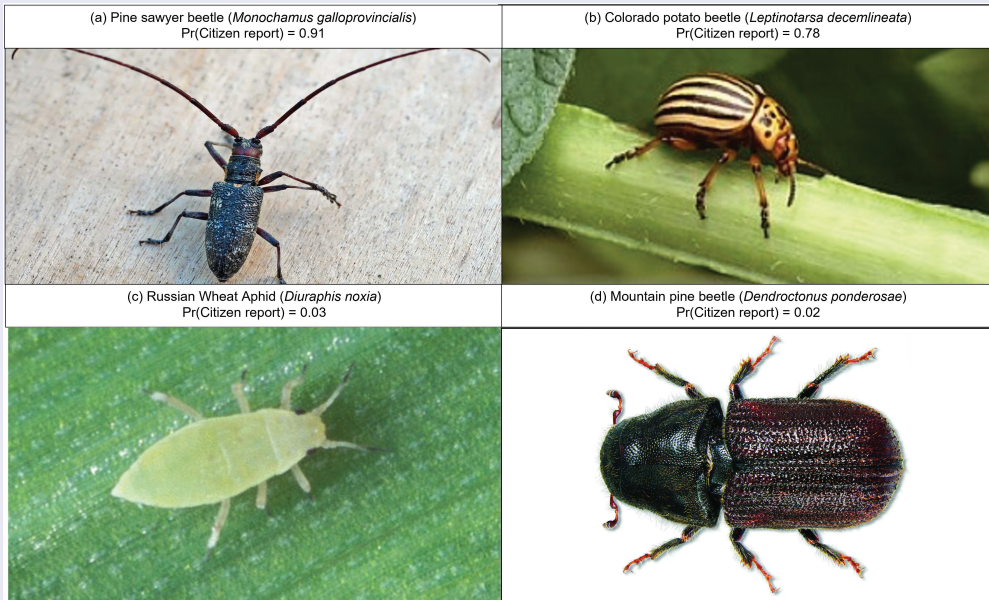 (a) Pine sawyer beetle (Monochamus galloprovincialis)
Pr(Citizen report) = 0.91
(b) Colorado potato beetle (Leptinotarsa decemlineata)
Pr(Citizen report) = 0.78
(c) Russian Wheat Aphid (Diuraphis noxia)
Pr(Citizen report) = 0.03
(d) Mountain pine beetle (Dendroctonus ponderosae)
Pr(Citizen report) = 0.02